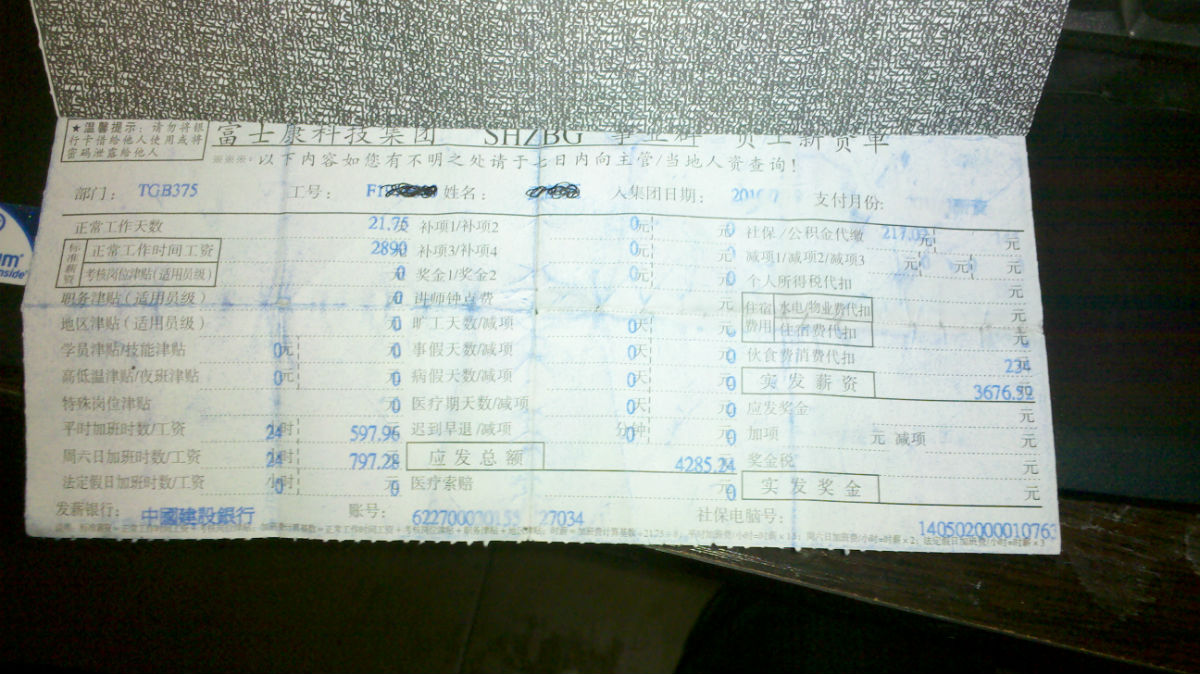 ★温馨提示：请勿将银
行卡借给他人使用或将
密码泄露给他人
富士康科技集团 SHZBG 事业群 员工薪资单
※※※：以下内容如您有不明之处请于七日内向主管/当地人资查询！
部门： TGB375 工号： 姓名： 入集团日期： 支付月份:
正常工作天数 21.75 天 补项1/补项2 0元 0 社保/公积金代缴 元 元
标准薪资 正常工作时间工资 2890 补项3/补项4 0元 0 减项1/减项2/减项3 元 元 元
考核岗位津贴(适用员级) 0 奖金1/奖金2 0元 0 个人所得税代扣 元
职务津贴(适用员级) 0 讲师钟点费 元 住宿费用 水电/物业费代扣 元
地区津贴(适用员级) 0 旷工天数/减项 0天 0 住宿费代扣 元
学员津贴/技能津贴 0元 0 事假天数/减项 0天 0 伙食费消费代扣 234 元
高低温津贴/夜班津贴 0元 0 病假天数/减项 0天 0 实发薪资 3676.59
特殊岗位津贴 0 医疗期天数/减项 0天 0 应发奖金 元
平时加班时数/工资 24 小时 597.96 迟到早退/减项 0 分钟 0 加项 元 减项 元
周六日加班时数/工资 24 小时 797.28 应发总额 4285.24 奖金税 元
法定假日加班时数/工资 0 小时 0 医疗索赔 0 实发奖金 元
发薪银行： 中國建設銀行 账号： 27034 社保电脑号： 140502000010763